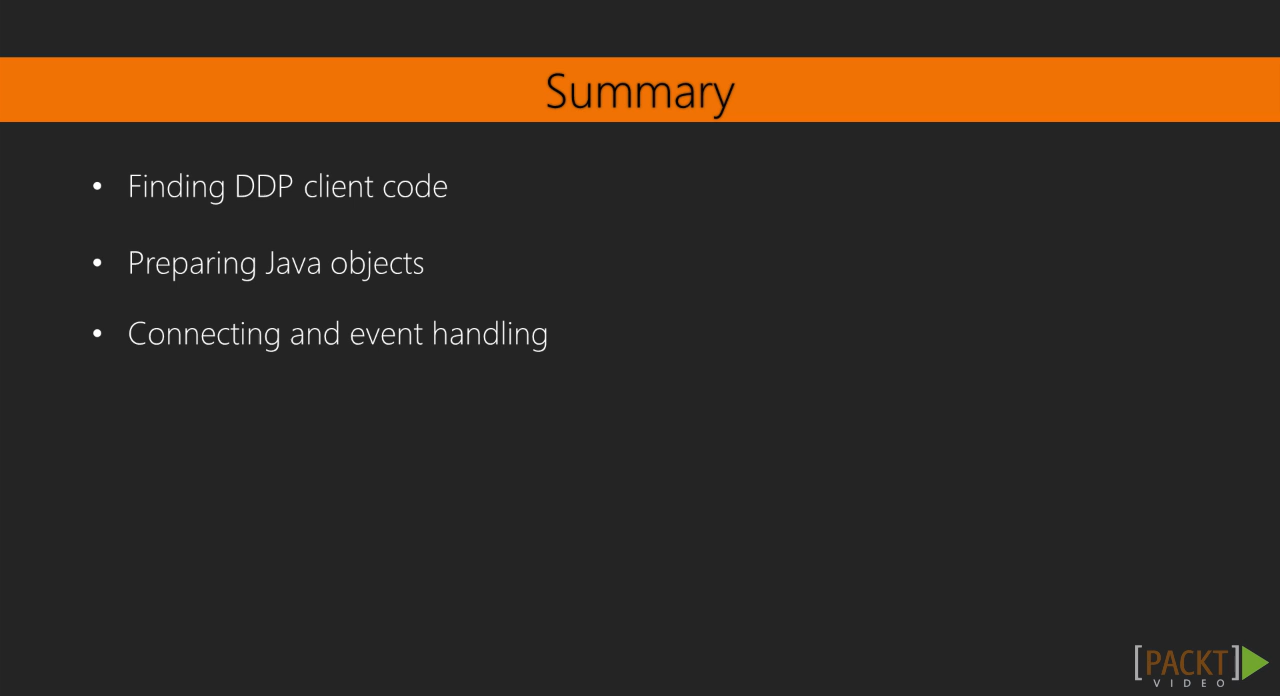 Summary
• Finding DDP client code
• Preparing Java objects
• Connecting and event handling
[PACKT]
VIDEO